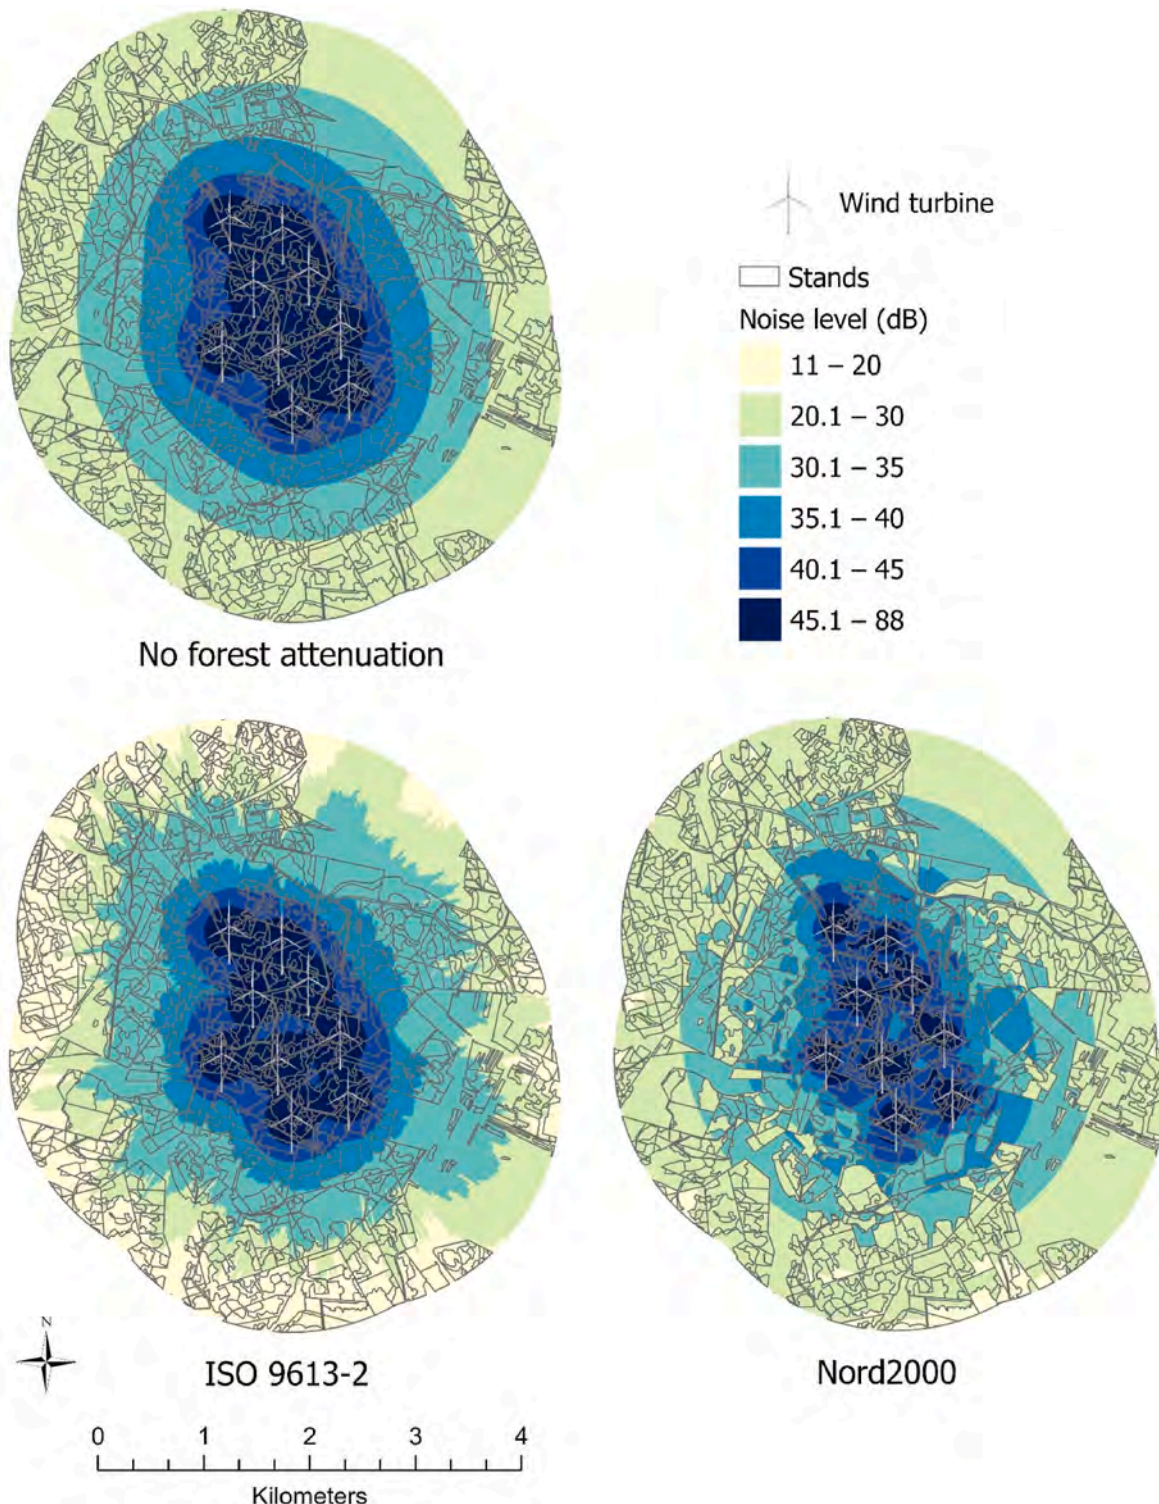 Wind turbine
Stands
Noise level (dB)
11 – 20
20.1 – 30
30.1 – 35
35.1 – 40
40.1 – 45
45.1 – 88
No forest attenuation
N
ISO 9613-2
Nord2000
0 1 2 3 4
Kilometers